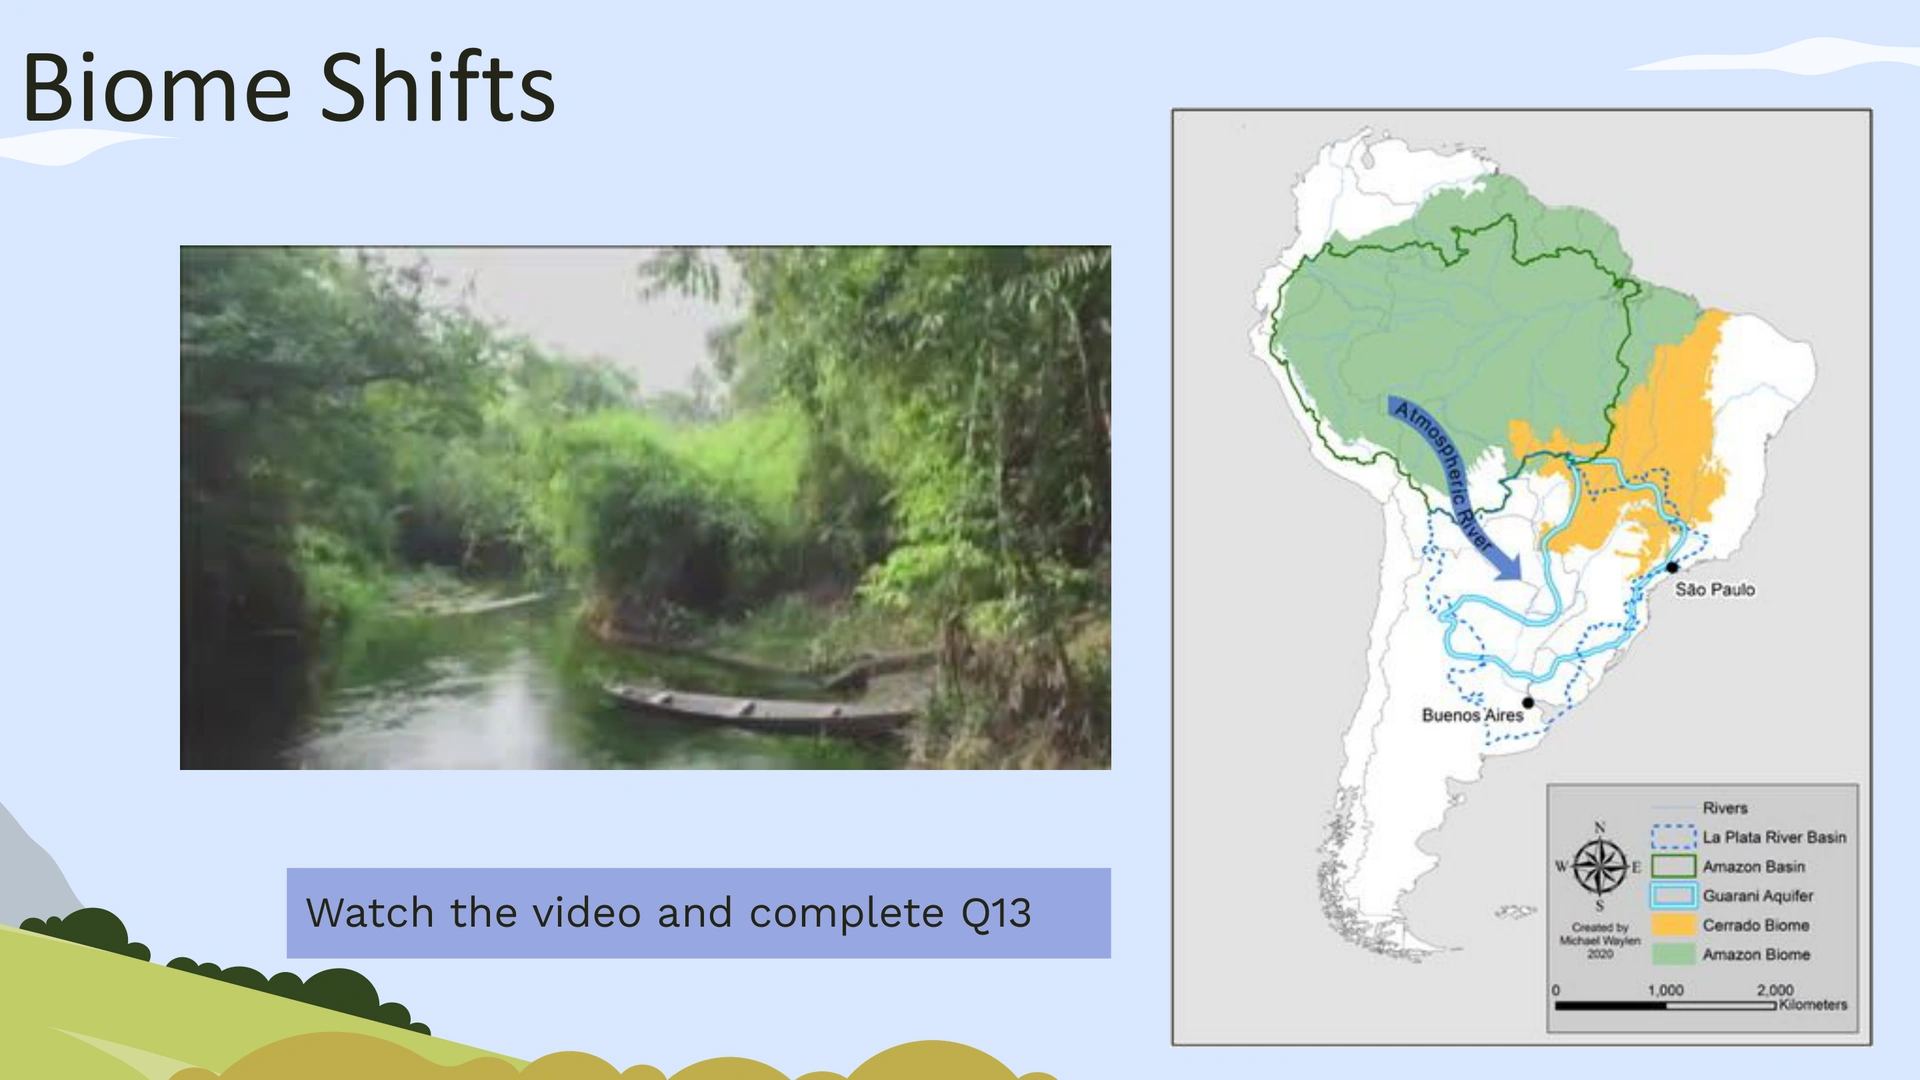 Biome Shifts
Watch the video and complete Q13
Atmospheric River
São Paulo
Buenos Aires
N
W
E
S
Created by
Michael Waylen
2020
Rivers
La Plata River Basin
Amazon Basin
Guarani Aquifer
Cerrado Biome
Amazon Biome
0 1,000 2,000
Kilometers